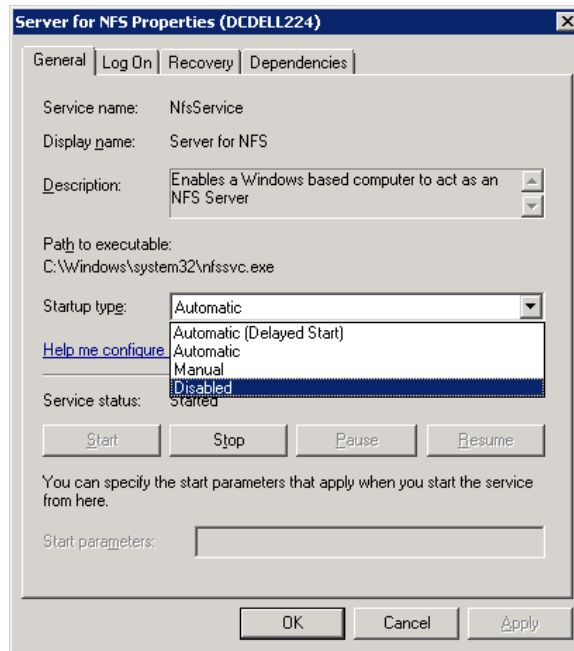 Server for NFS Properties (DCDELL224)
General Log On Recovery Dependencies
Service name: NfsService
Display name: Server for NFS
Description: Enables a Windows based computer to act as an
NFS Server
Path to executable:
C:\Windows\system32\nfssvc.exe
Startup type: Automatic
Automatic (Delayed Start)
Help me configure Automatic
Manual
Disabled
Service status: Started
Start Stop Pause Resume
You can specify the start parameters that apply when you start the service
from here.
Start parameters:
OK Cancel Apply